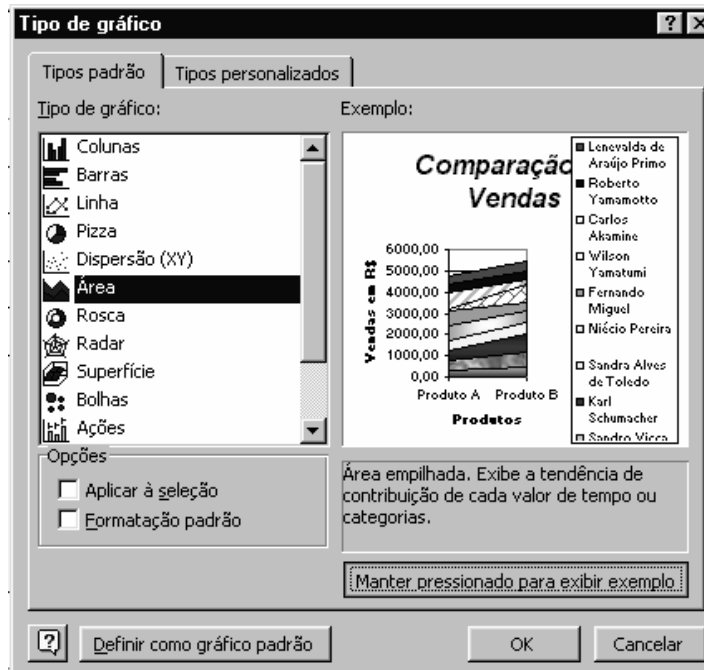 Tipo de gráfico
Tipos padrão
Tipos personalizados
Tipo de gráfico:
Colunas
Barras
Linha
Pizza
Dispersão (XY)
Área
Rosca
Radar
Superfície
Bolhas
Ações
Exemplo:
Comparação
Vendas
Vendas em R$
6000,00
5000,00
4000,00
3000,00
2000,00
1000,00
0,00
Produto A Produto B
Produtos
Lenevalda de
Araújo Primo
Roberto
Yamamotto
Carlos
Akamine
Wilson
Yamatumi
Fernando
Miguel
Niécio Pereira
Sandra Alves
de Toledo
Karl
Schumacher
Sandro Vicca
Opções
Aplicar à seleção
Formatação padrão
Área empilhada. Exibe a tendência de
contribuição de cada valor de tempo ou
categorias.
Manter pressionado para exibir exemplo
Definir como gráfico padrão
OK
Cancelar